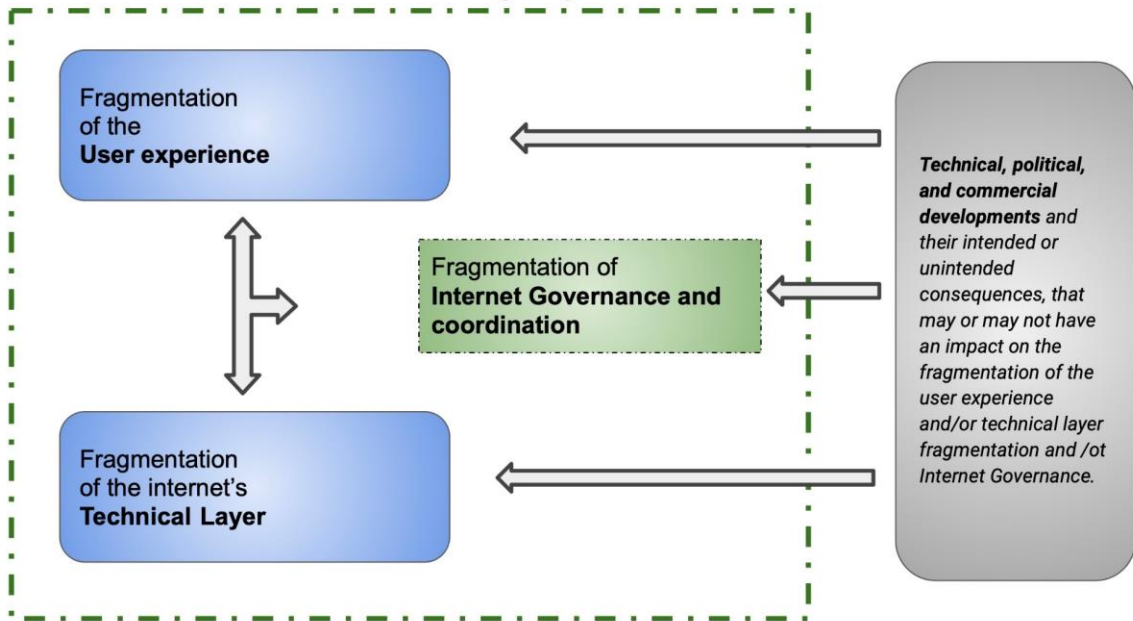 Fragmentation
of the
User experience
Fragmentation of
Internet Governance and
coordination
Fragmentation
of the internet's
Technical Layer
Technical, political,
and commercial
developments and
their intended or
unintended
consequences, that
may or may not have
an impact on the
fragmentation of the
user experience
and/or technical layer
fragmentation and /ot
Internet Governance.